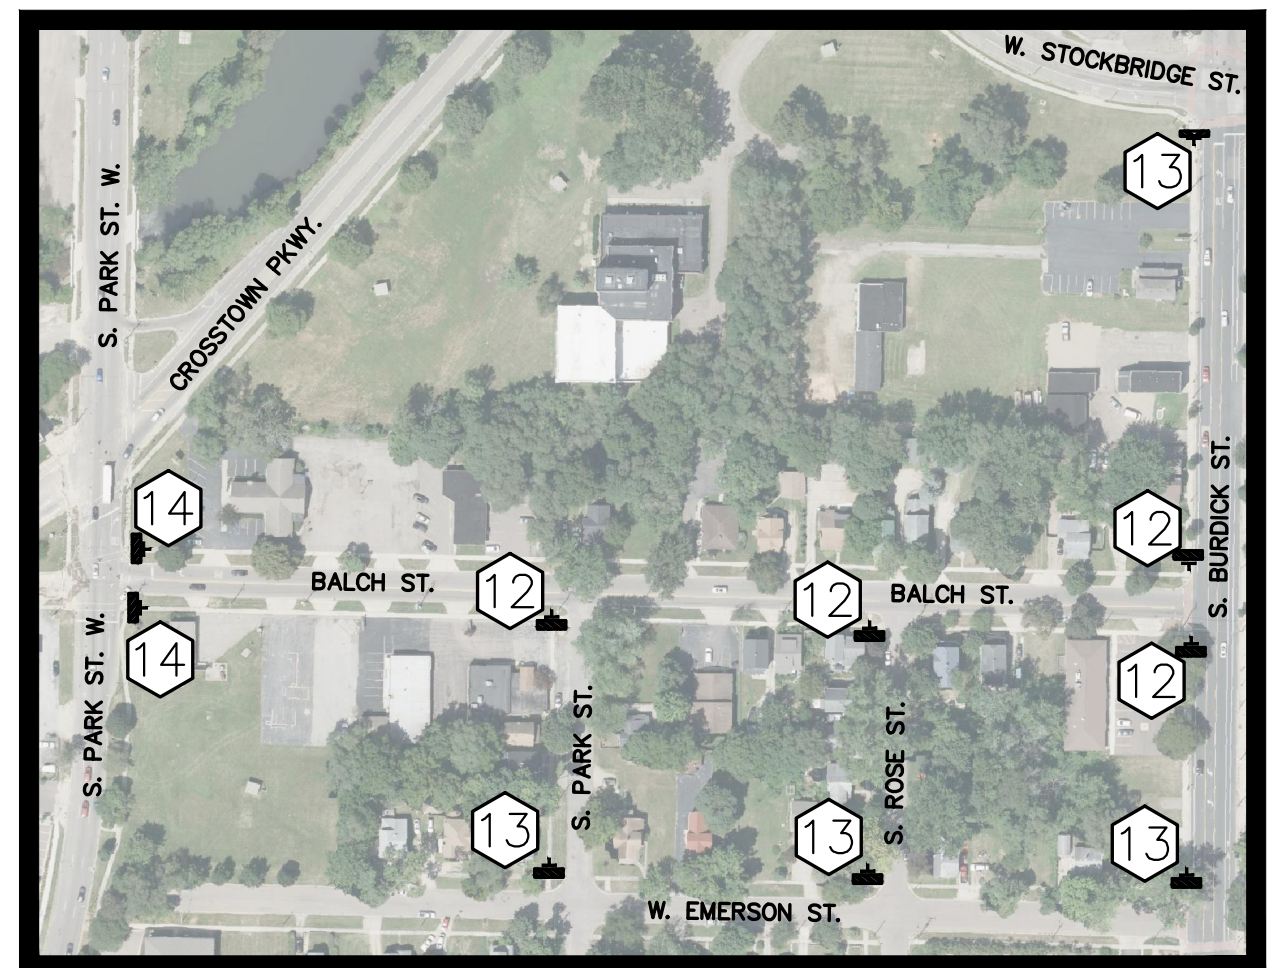 W. STOCKBRIDGE ST.
13
S. PARK ST. W.
CROSSTOWN PKWY.
14
12
S. BURDICK ST.
BALCH ST.
12
12
BALCH ST.
14
S. PARK ST. W.
12
S. PARK ST.
S. ROSE ST.
13
13
13
W. EMERSON ST.